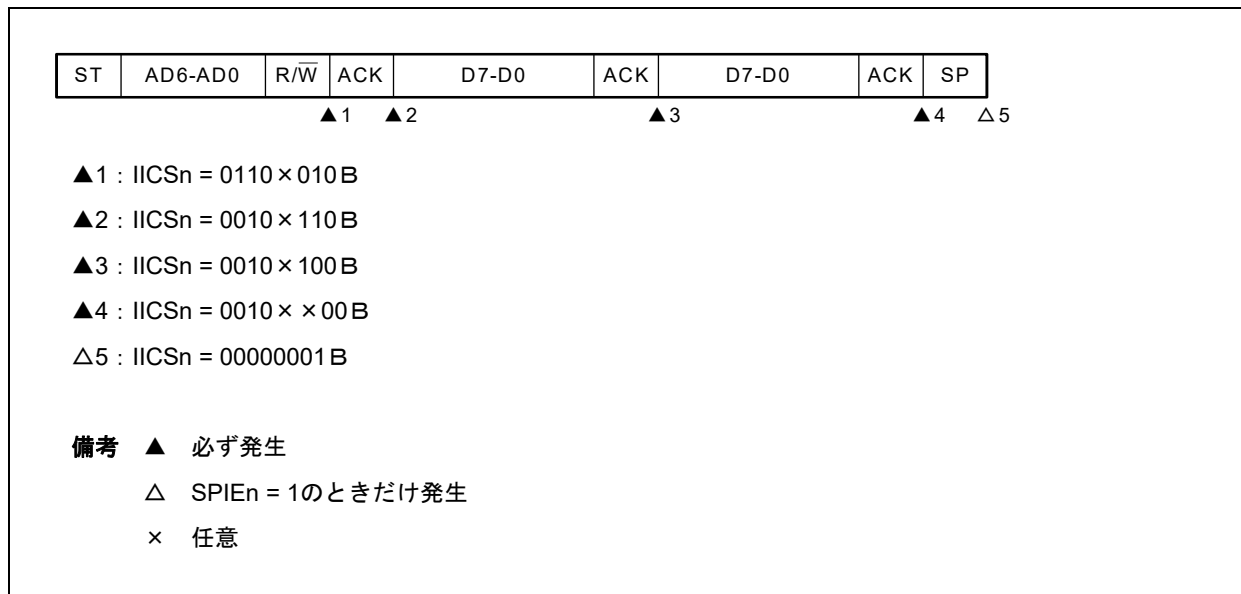 ST AD6-AD0 R/W̅ ACK D7-D0 ACK D7-D0 ACK SP
▲1 ▲2 ▲3 ▲4 △5
▲1：IICSn = 0110×010B
▲2：IICSn = 0010×110B
▲3：IICSn = 0010×100B
▲4：IICSn = 0010××00B
△5：IICSn = 00000001B
備考 ▲ 必ず発生
△ SPIEn = 1のときだけ発生
× 任意